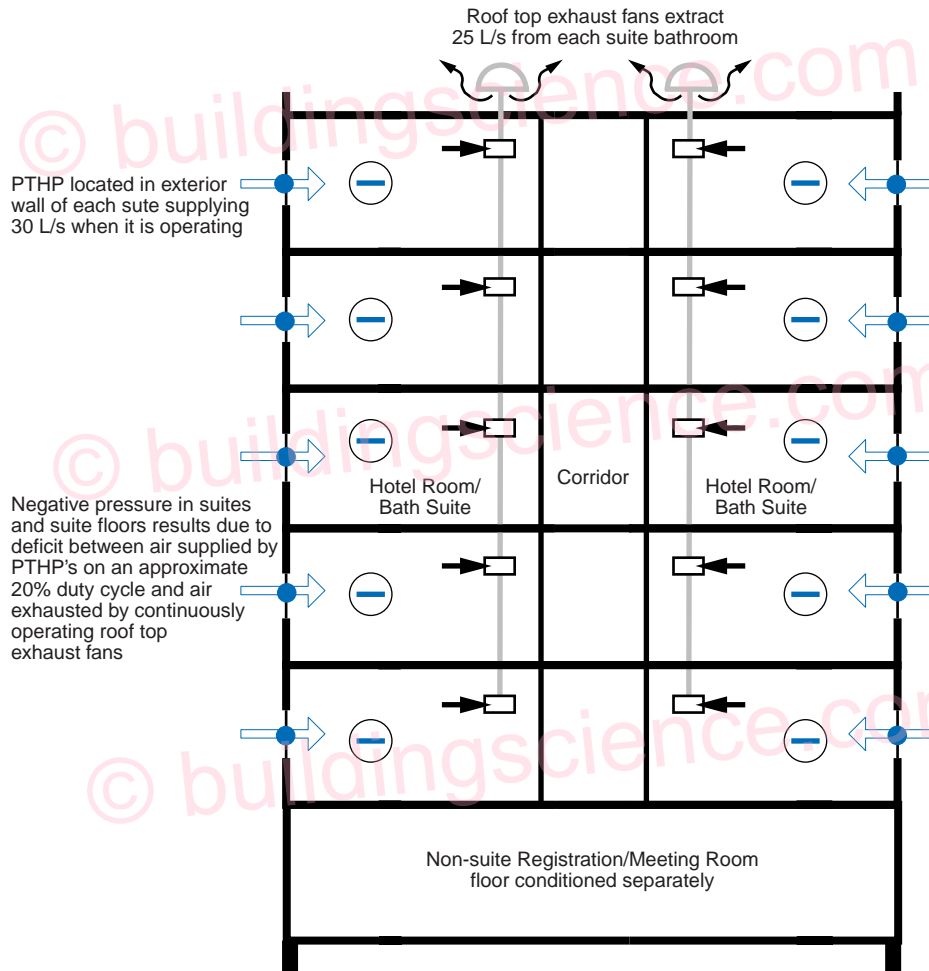 Roof top exhaust fans extract
25 L/s from each suite bathroom
© buildingscience.com
PTHP located in exterior
wall of each sute supplying
30 L/s when it is operating
© buildingscience.com
Hotel Room/
Bath Suite
Corridor
Hotel Room/
Bath Suite
Negative pressure in suites
and suite floors results due to
deficit between air supplied by
PTHP's on an approximate
20% duty cycle and air
exhausted by continuously
operating roof top
exhaust fans
© buildingscience.com
Non-suite Registration/Meeting Room
floor conditioned separately